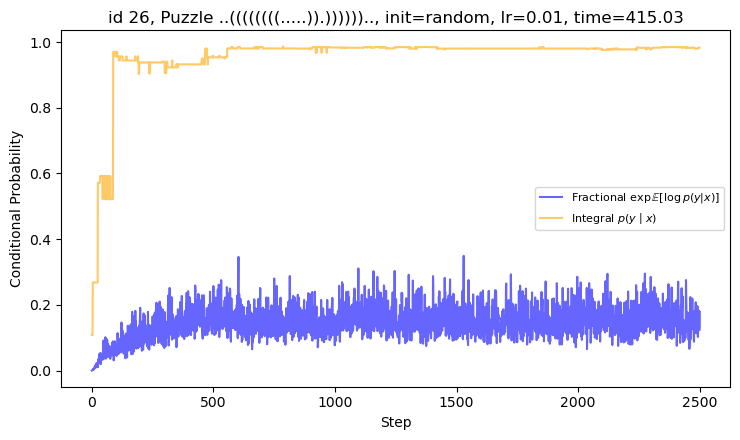 id 26, Puzzle ..((((((((.....)).))))))..., init=random, lr=0.01, time=415.03
Conditional Probability
1.0
0.8
0.6
0.4
0.2
0.0
Fractional exp𝔼[log p(y|x)]
Integral p(y | x)
0 500 1000 1500 2000 2500
Step